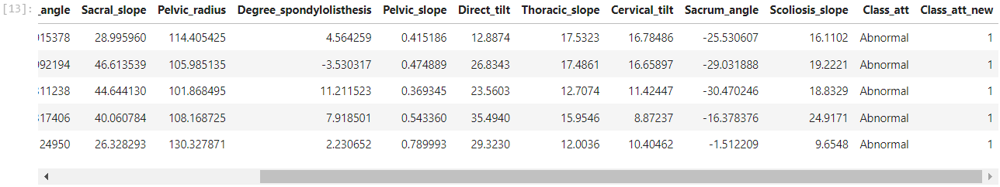 [13]: _angle Sacral_slope Pelvic_radius Degree_spondylolisthesis Pelvic_slope Direct_tilt Thoracic_slope Cervical_tilt Sacrum_angle Scoliosis_slope Class_att Class_att_new
15378 28.995960 114.405425 4.564259 0.415186 12.8874 17.5323 16.78486 -25.530607 16.1102 Abnormal 1
92194 46.613539 105.985135 -3.530317 0.474889 26.8343 17.4861 16.65897 -29.031888 19.2221 Abnormal 1
11238 44.644130 101.868495 11.211523 0.369345 23.5603 12.7074 11.42447 -30.470246 18.8329 Abnormal 1
17406 40.060784 108.168725 7.918501 0.543360 35.4940 15.9546 8.87237 -16.378376 24.9171 Abnormal 1
24950 26.328293 130.327871 2.230652 0.789993 29.3230 12.0036 10.40462 -1.512209 9.6548 Abnormal 1